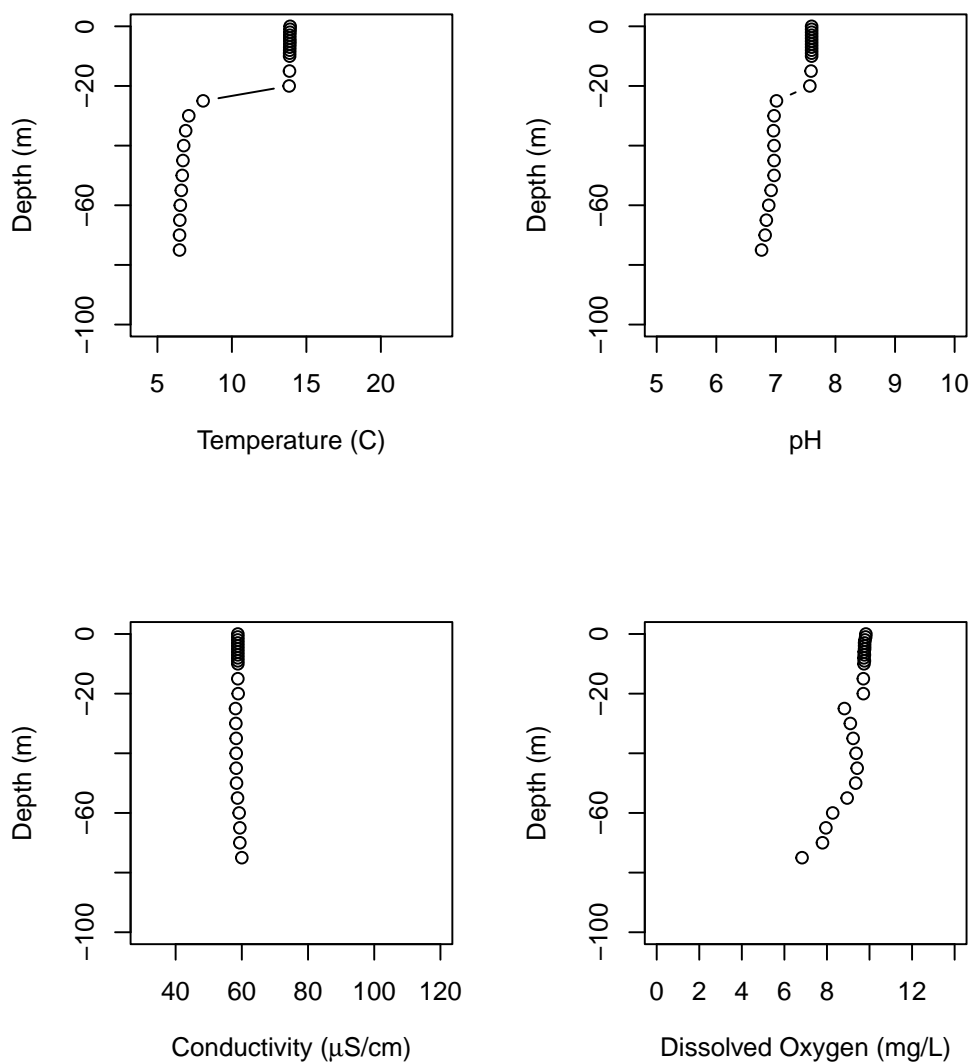 0
−20
−60
−100
Depth (m)
5 10 15 20
Temperature (C)
0
−20
−60
−100
Depth (m)
5 6 7 8 9 10
pH
0
−20
−60
−100
Depth (m)
40 60 80 100 120
Conductivity (μS/cm)
0
−20
−60
−100
Depth (m)
0 2 4 6 8 12
Dissolved Oxygen (mg/L)